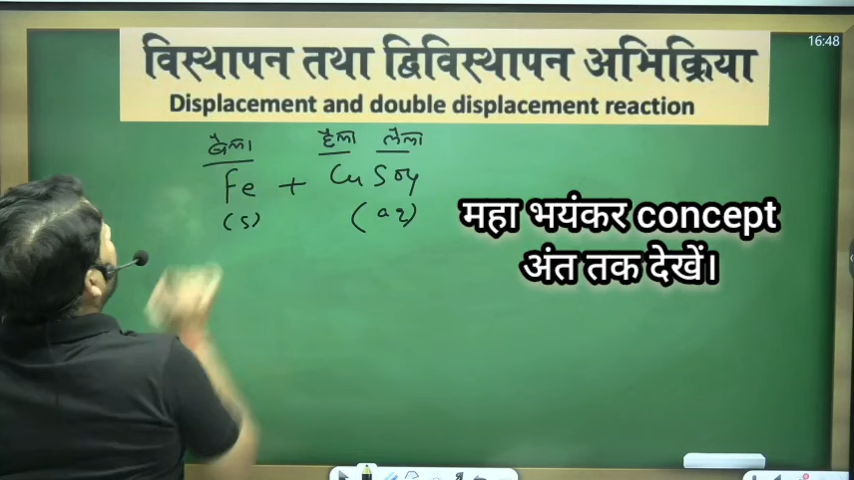 16:48
विस्थापन तथा द्विविस्थापन अभिक्रिया
Displacement and double displacement reaction
बैला हैला लैला
Fe + CuSO4
(s) (aq)
महा भयंकर concept
अंत तक देखें।